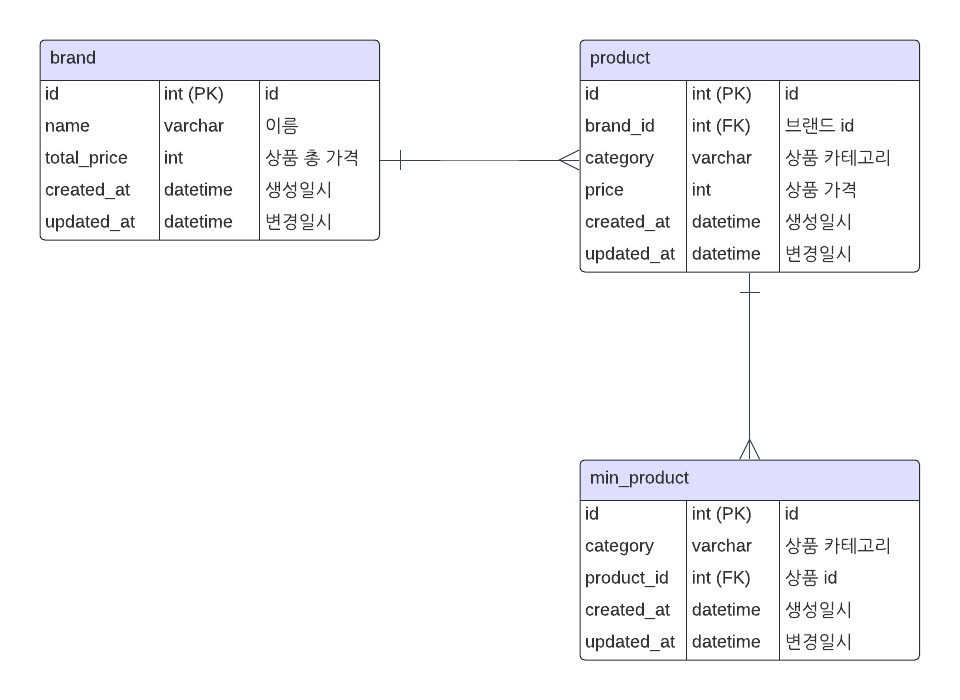 brand
id int (PK) id
name varchar 이름
total_price int 상품 총 가격
created_at datetime 생성일시
updated_at datetime 변경일시
product
id int (PK) id
brand_id int (FK) 브랜드 id
category varchar 상품 카테고리
price int 상품 가격
created_at datetime 생성일시
updated_at datetime 변경일시
min_product
id int (PK) id
category varchar 상품 카테고리
product_id int (FK) 상품 id
created_at datetime 생성일시
updated_at datetime 변경일시